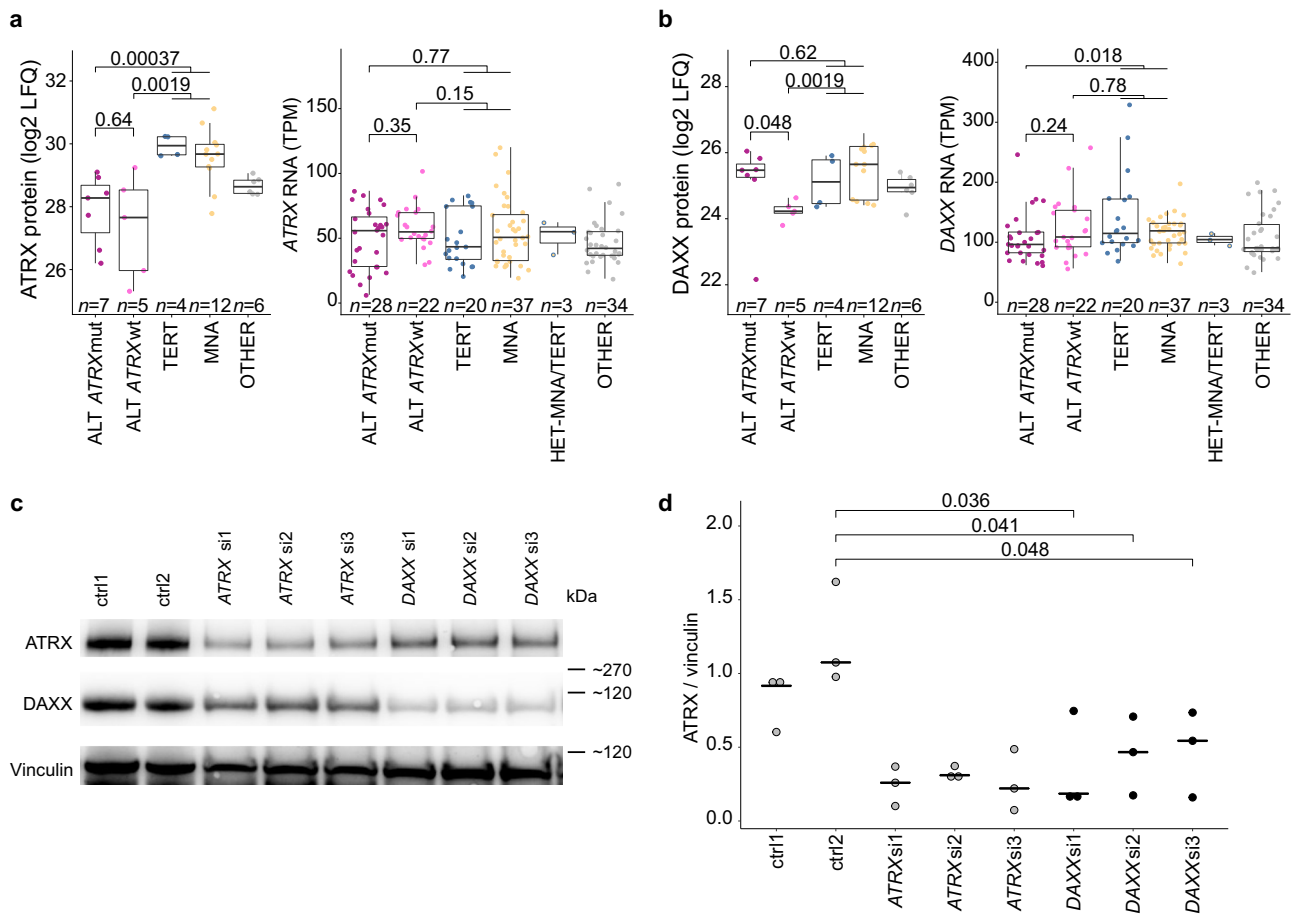 a
ATRX protein (log2 LFQ)
32
30
28
26
0.00037
0.0019
0.64
n=7 n=5 n=4 n=12 n=6
ALT ATRXmut
ALT ATRXwt
TERT
MNA
OTHER
ATRX RNA (TPM)
150
100
50
0
0.77
0.15
0.35
n=28 n=22 n=20 n=37 n=3 n=34
ALT ATRXmut
ALT ATRXwt
TERT
MNA
HET-MNA/TERT
OTHER
b
DAXX protein (log2 LFQ)
28
26
24
22
0.62
0.0019
0.048
n=7 n=5 n=4 n=12 n=6
ALT ATRXmut
ALT ATRXwt
TERT
MNA
OTHER
DAXX RNA (TPM)
400
300
200
100
0
0.018
0.78
0.24
n=28 n=22 n=20 n=37 n=3 n=34
ALT ATRXmut
ALT ATRXwt
TERT
MNA
HET-MNA/TERT
OTHER
c
ctrl1
ctrl2
ATRX si1
ATRX si2
ATRX si3
DAXX si1
DAXX si2
DAXX si3
kDa
ATRX
~270
~120
DAXX
~120
Vinculin
d
ATRX / vinculin
2.0
1.5
1.0
0.5
0.0
0.036
0.041
0.048
ctrl1
ctrl2
ATRXsi1
ATRXsi2
ATRXsi3
DAXXsi1
DAXXsi2
DAXXsi3